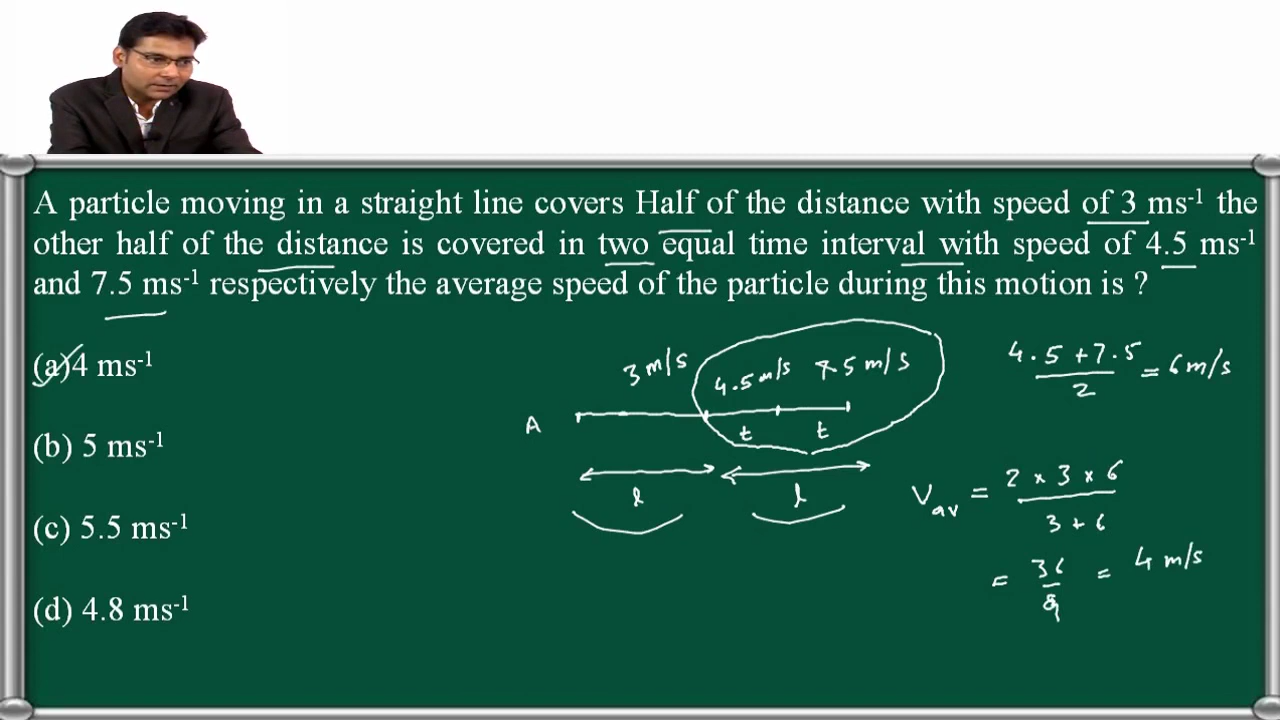 A particle moving in a straight line covers Half of the distance with speed of 3 ms⁻¹ the
other half of the distance is covered in two equal time interval with speed of 4.5 ms⁻¹
and 7.5 ms⁻¹ respectively the average speed of the particle during this motion is ?
(a) 4 ms⁻¹
(b) 5 ms⁻¹
(c) 5.5 ms⁻¹
(d) 4.8 ms⁻¹
3 m/s 4.5 m/s 7.5 m/s
A t t
l l
4.5 + 7.5
2
= 6 m/s
Vav = 2 × 3 × 6
3 + 6
= 36
9
= 4 m/s